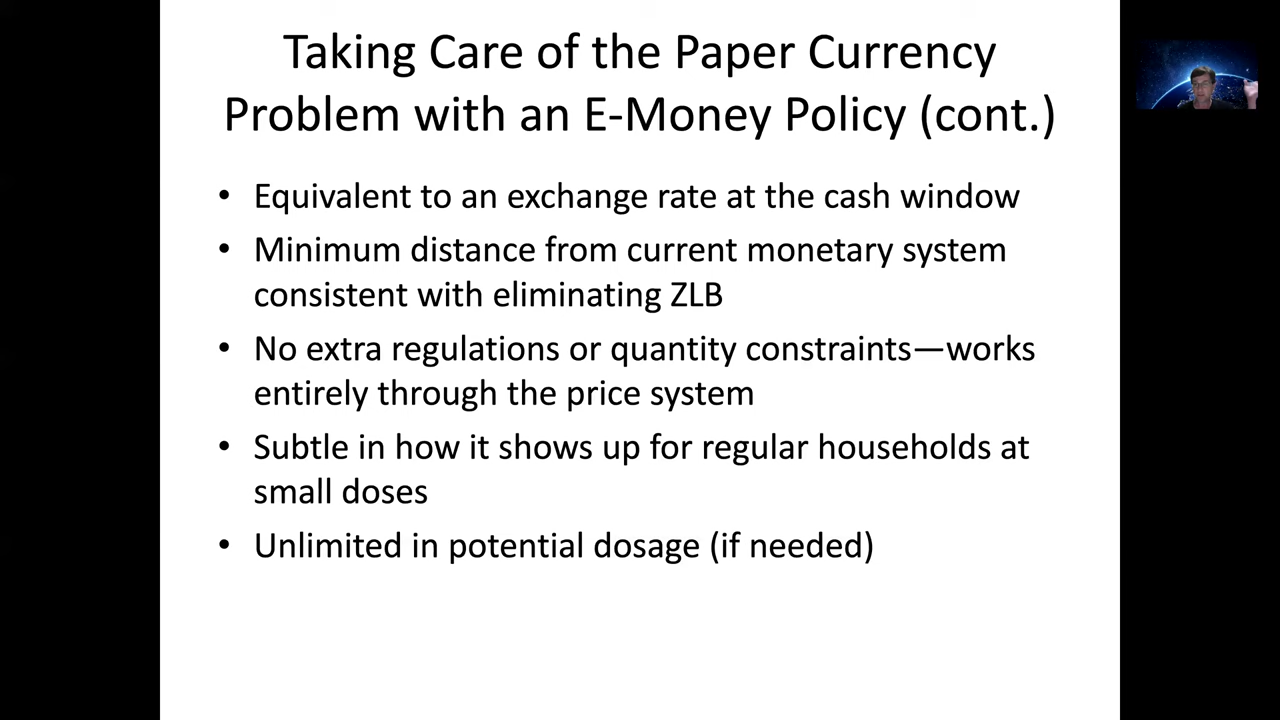 Taking Care of the Paper Currency
Problem with an E-Money Policy (cont.)
• Equivalent to an exchange rate at the cash window
• Minimum distance from current monetary system
consistent with eliminating ZLB
• No extra regulations or quantity constraints—works
entirely through the price system
• Subtle in how it shows up for regular households at
small doses
• Unlimited in potential dosage (if needed)